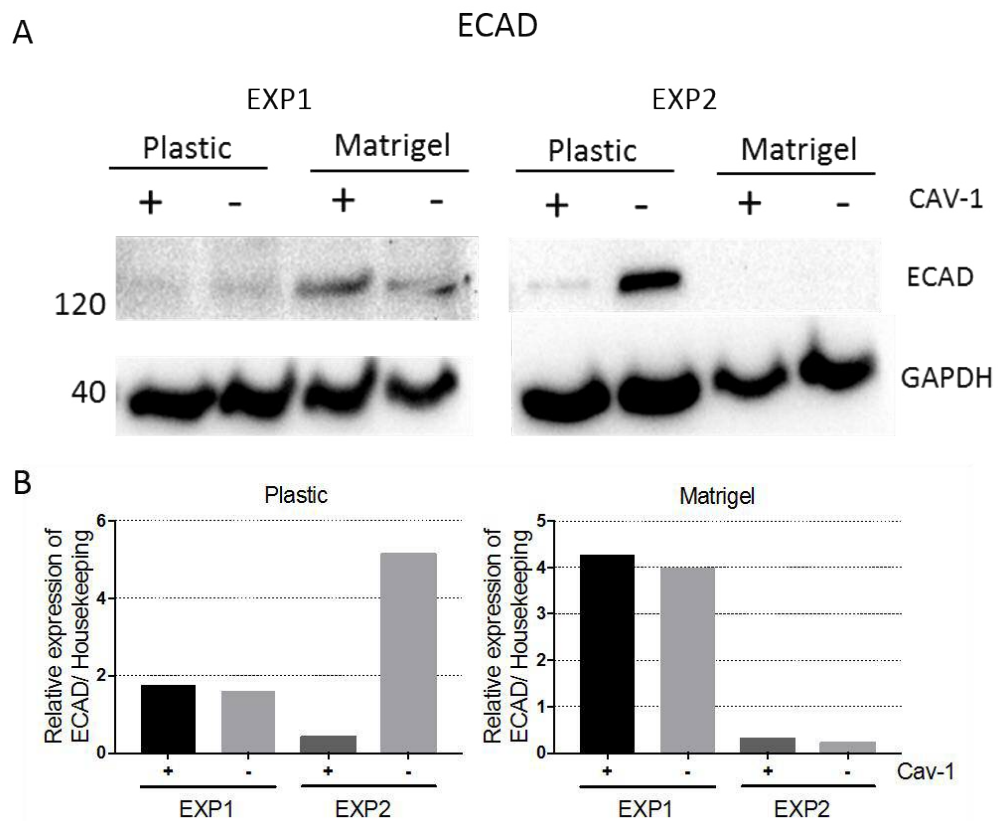 A
ECAD
EXP1 EXP2
Plastic Matrigel Plastic Matrigel
+ - + - + - + - CAV-1
ECAD
120
40
GAPDH
B
Plastic
Relative expression of
ECAD/ Housekeeping
6
4
2
0
+ - + -
EXP1 EXP2
Matrigel
Relative expression of
ECAD/ Housekeeping
5
4
3
2
1
0
+ - + - Cav-1
EXP1 EXP2